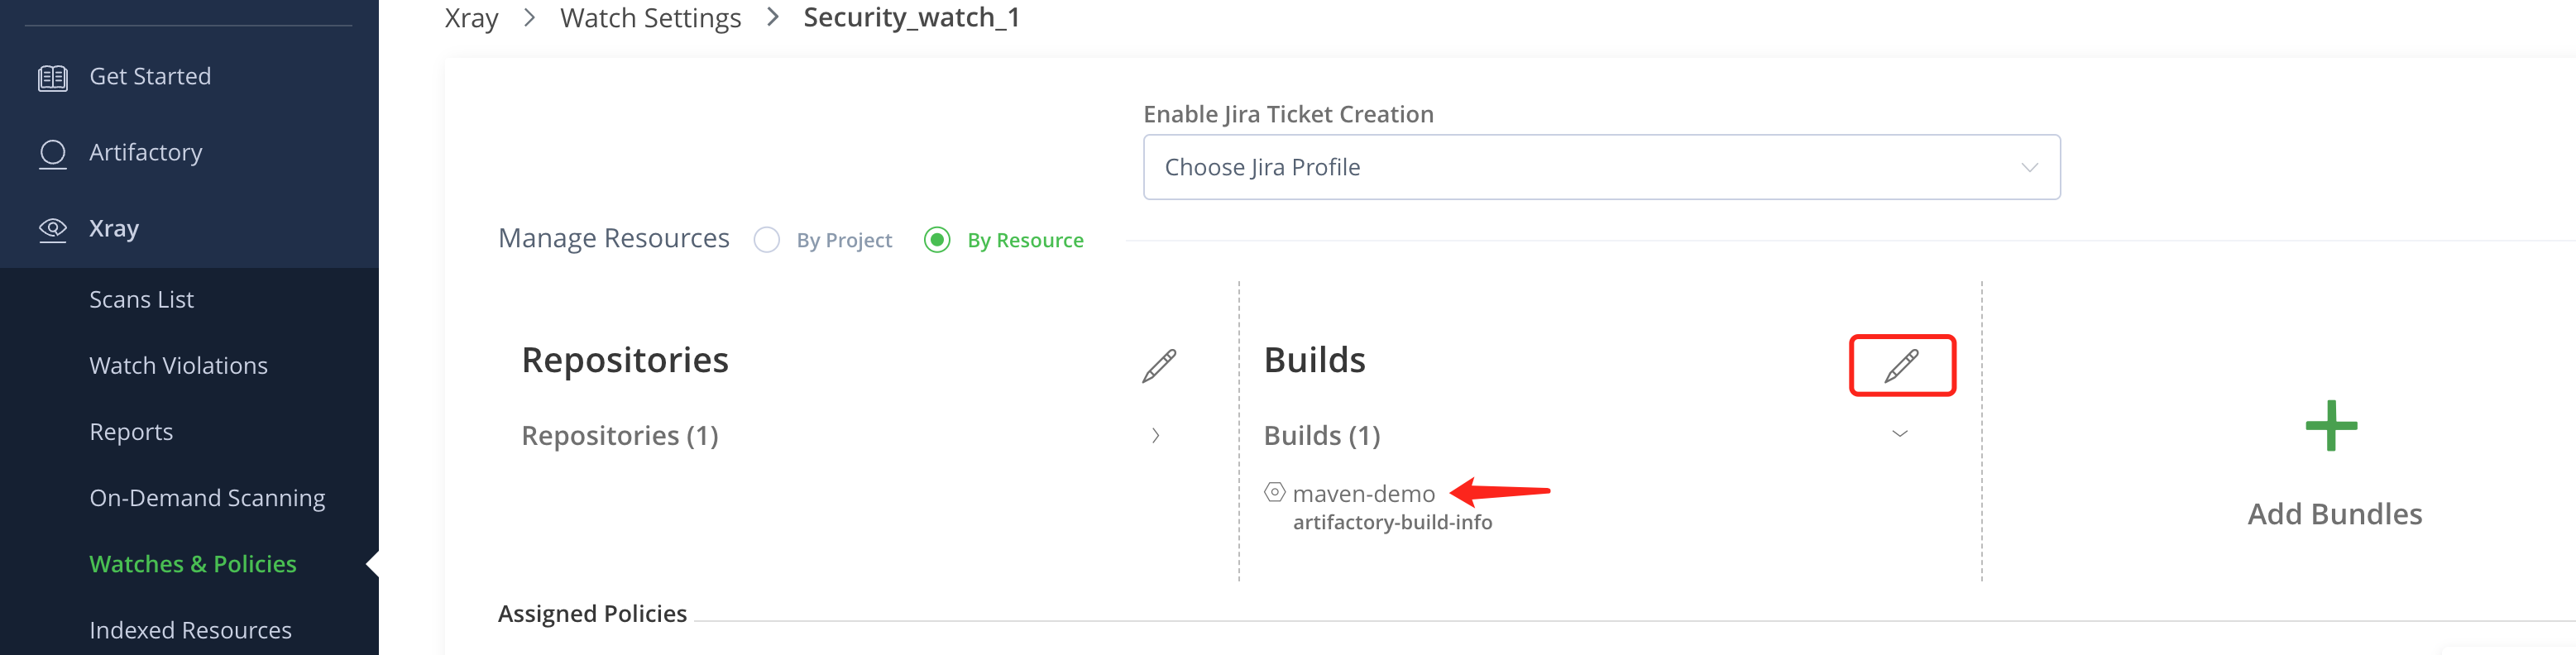 Xray > Watch Settings > Security_watch_1
Get Started
Artifactory
Xray
Scans List
Watch Violations
Reports
On-Demand Scanning
Watches & Policies
Indexed Resources
Enable Jira Ticket Creation
Choose Jira Profile
Manage Resources By Project By Resource
Repositories
Repositories (1)
Builds
Builds (1)
maven-demo
artifactory-build-info
Add Bundles
Assigned Policies